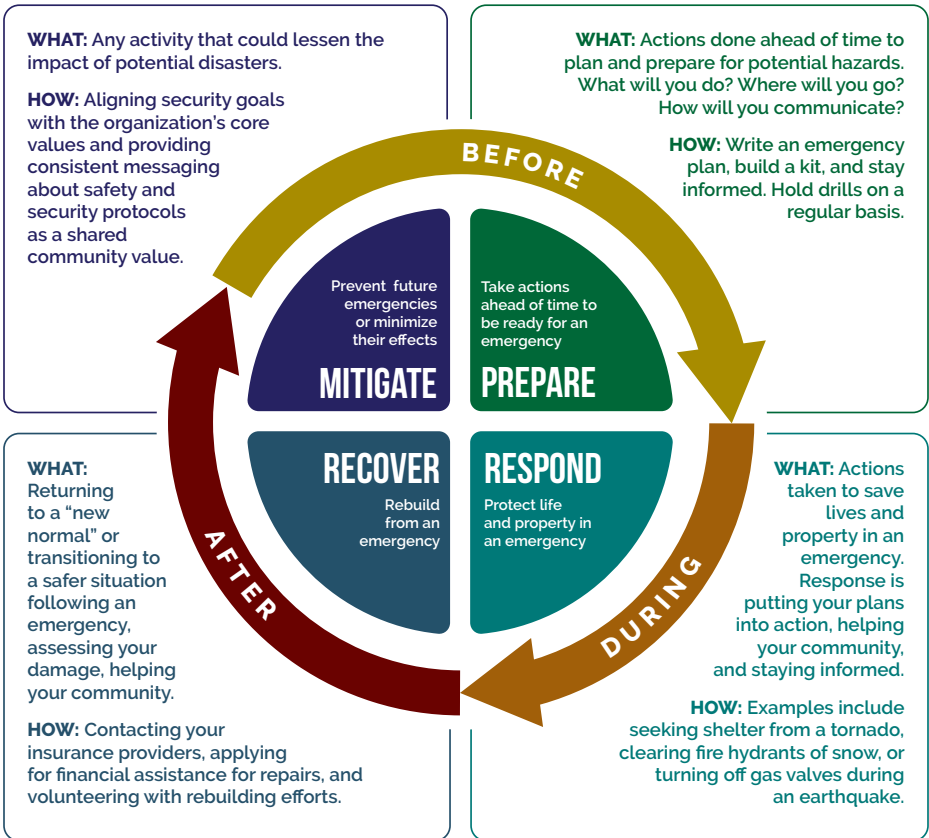 WHAT: Any activity that could lessen the
impact of potential disasters.
HOW: Aligning security goals
with the organization's core
values and providing
consistent messaging
about safety and
security protocols
as a shared
community value.
WHAT: Actions done ahead of time to
plan and prepare for potential hazards.
What will you do? Where will you go?
How will you communicate?
HOW: Write an emergency
plan, build a kit, and stay
informed. Hold drills on a
regular basis.
BEFORE
Prevent future
emergencies
or minimize
their effects
MITIGATE
Take actions
ahead of time to
be ready for an
emergency
PREPARE
RECOVER
Rebuild
from an
emergency
RESPOND
Protect life
and property in
an emergency
AFTER
DURING
WHAT:
Returning
to a “new
normal” or
transitioning to
a safer situation
following an
emergency,
assessing your
damage, helping
your community.
HOW: Contacting your
insurance providers, applying
for financial assistance for repairs, and
volunteering with rebuilding efforts.
WHAT: Actions
taken to save
lives and
property in an
emergency.
Response is
putting your plans
into action, helping
your community,
and staying informed.
HOW: Examples include
seeking shelter from a tornado,
clearing fire hydrants of snow, or
turning off gas valves during
an earthquake.